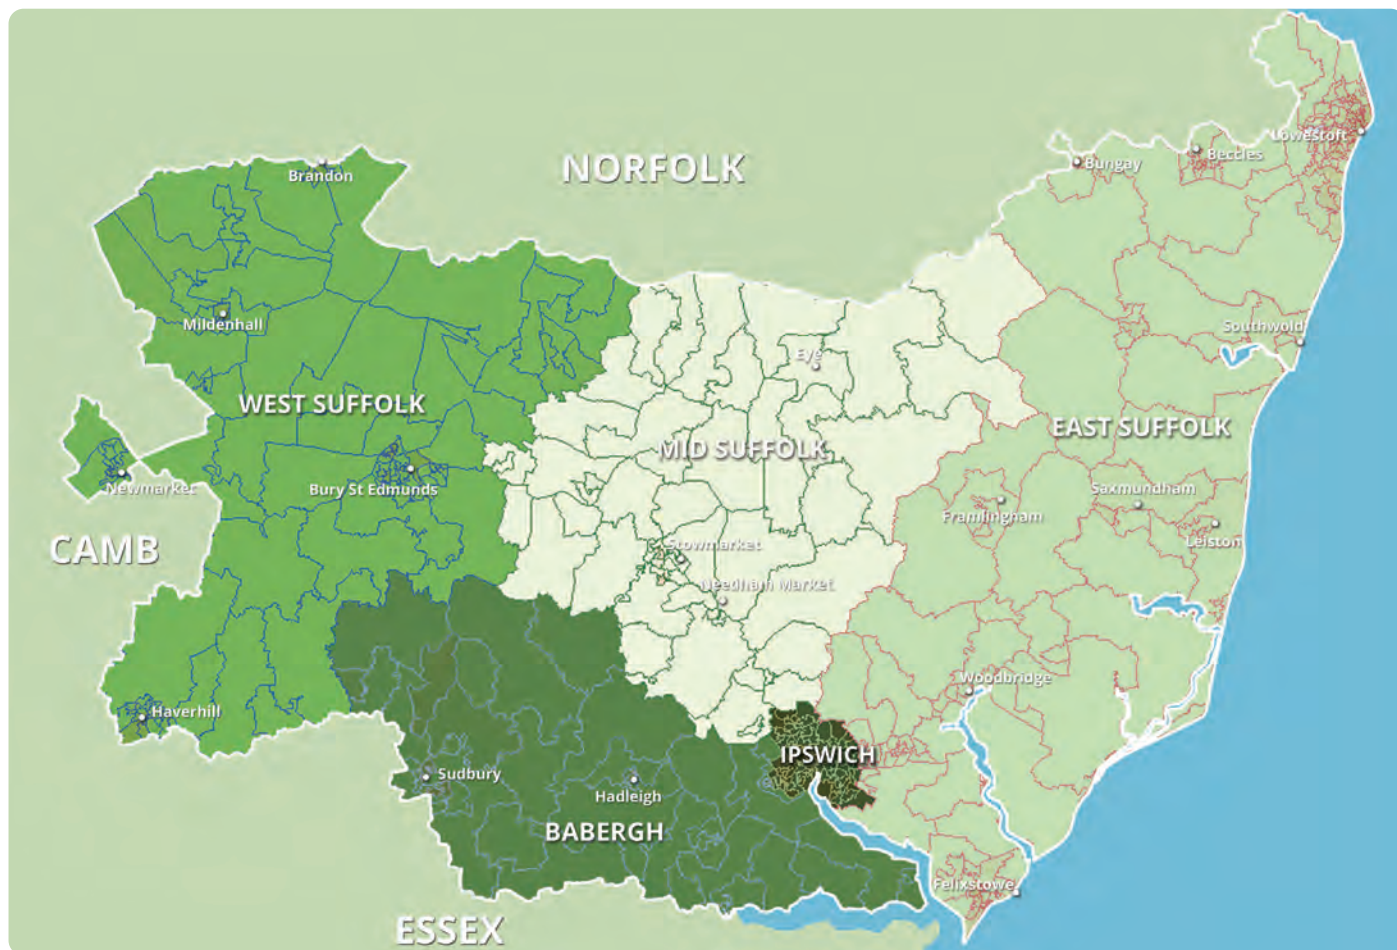 NORFOLK
Lowestoft
Beccles
Bungay
Brandon
Mildenhall
Southwold
Eye
WEST SUFFOLK
EAST SUFFOLK
MID SUFFOLK
Newmarket
Bury St Edmunds
Saxmundham
Framlingham
Leiston
CAMB
Stowmarket
Needham Market
Woodbridge
Haverhill
IPSWICH
Sudbury
Hadleigh
BABERGH
Felixstowe
ESSEX